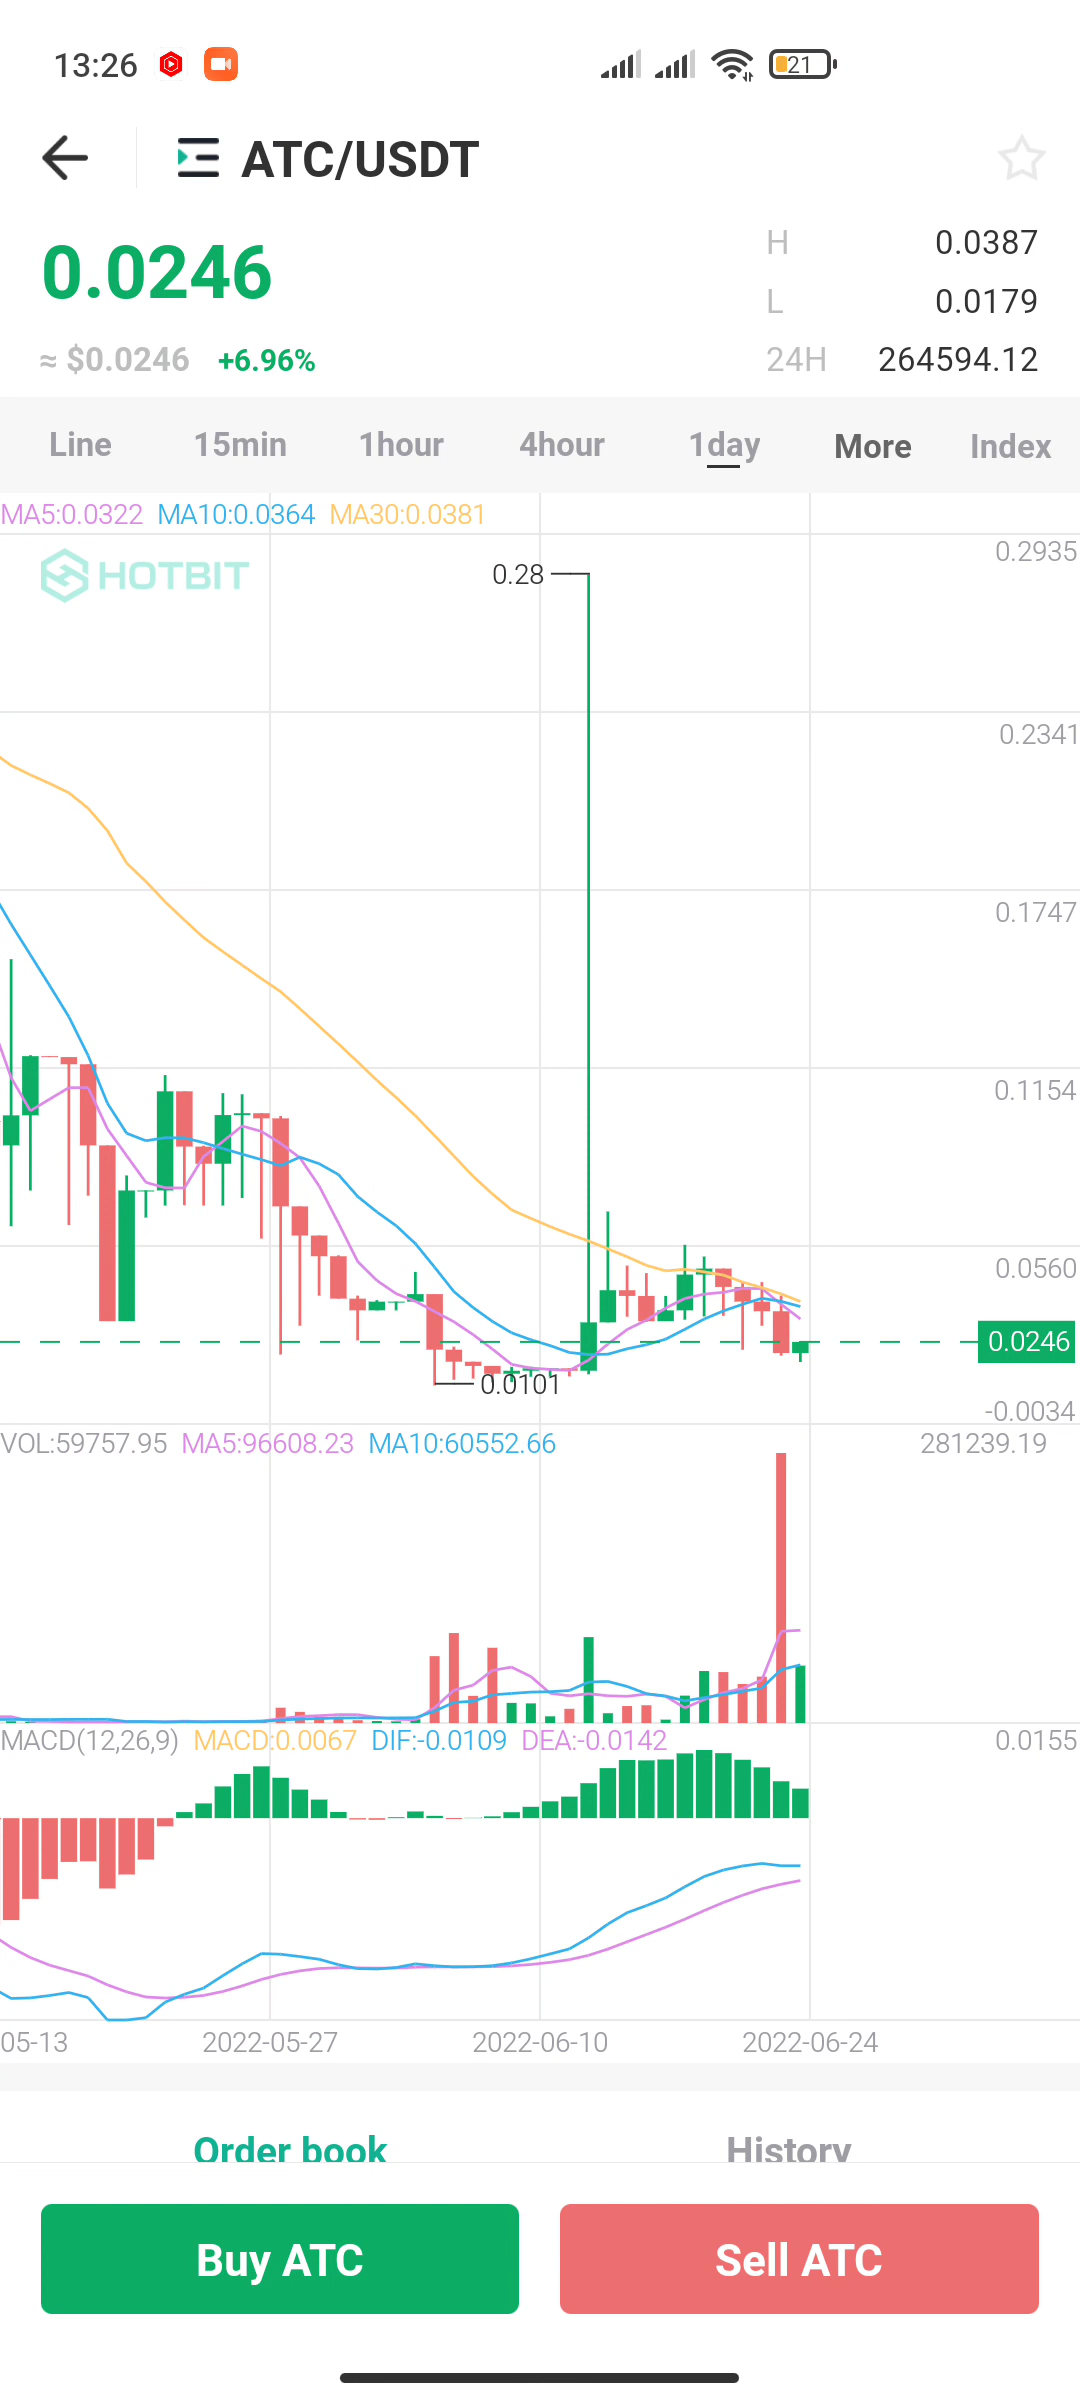 13:26 21
ATC/USDT
0.0246
H 0.0387
L 0.0179
≈ $0.0246 +6.96%
24H 264594.12
Line 15min 1hour 4hour 1day More Index
MA5:0.0322 MA10:0.0364 MA30:0.0381
0.2935
HOTBIT
0.28
0.2341
0.1747
0.1154
0.0560
0.0246
0.0101
-0.0034
VOL:59757.95 MA5:96608.23 MA10:60552.66 281239.19
MACD(12,26,9) MACD:0.0067 DIF:-0.0109 DEA:-0.0142 0.0155
05-13 2022-05-27 2022-06-10 2022-06-24
Order book History
Buy ATC Sell ATC